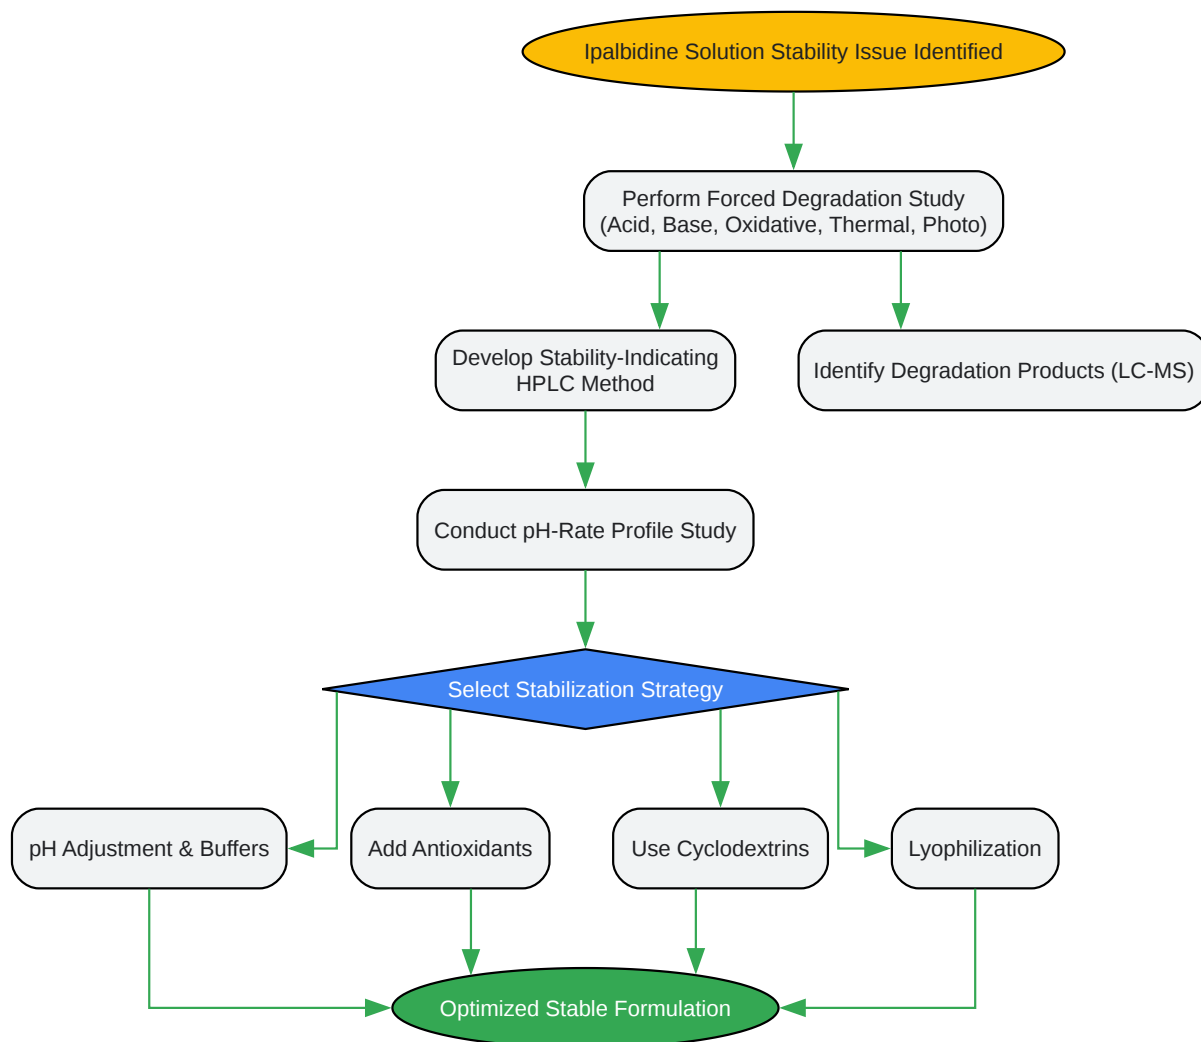 Ipalbidine Solution Stability Issue Identified
Perform Forced Degradation Study
(Acid, Base, Oxidative, Thermal, Photo)
Develop Stability-Indicating
HPLC Method
Identify Degradation Products (LC-MS)
Conduct pH-Rate Profile Study
Select Stabilization Strategy
pH Adjustment & Buffers
Add Antioxidants
Use Cyclodextrins
Lyophilization
Optimized Stable Formulation